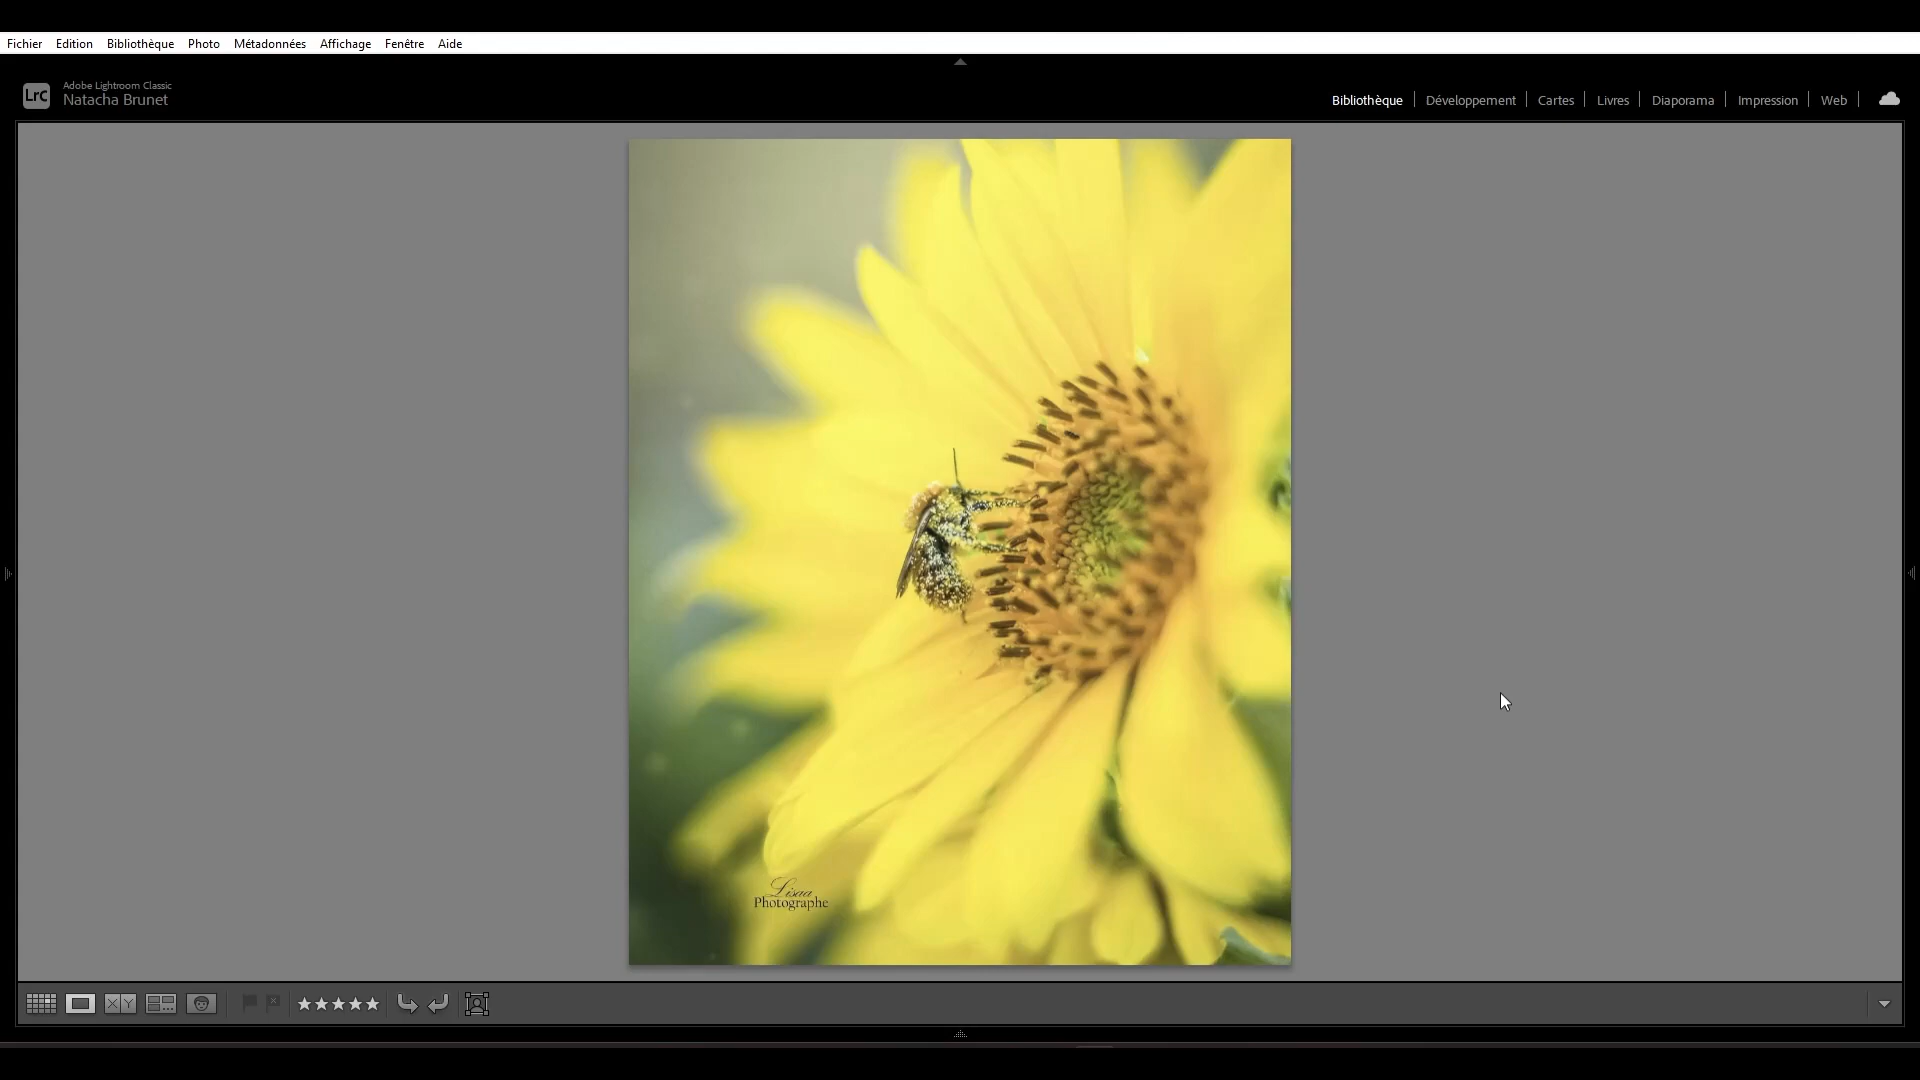 Fichier Edition Bibliothèque Photo Métadonnées Affichage Fenêtre Aide
LrC
Adobe Lightroom Classic
Natacha Brunet
Bibliothèque Développement Cartes Livres Diaporama Impression Web
Lisaa
Photographe
X Y